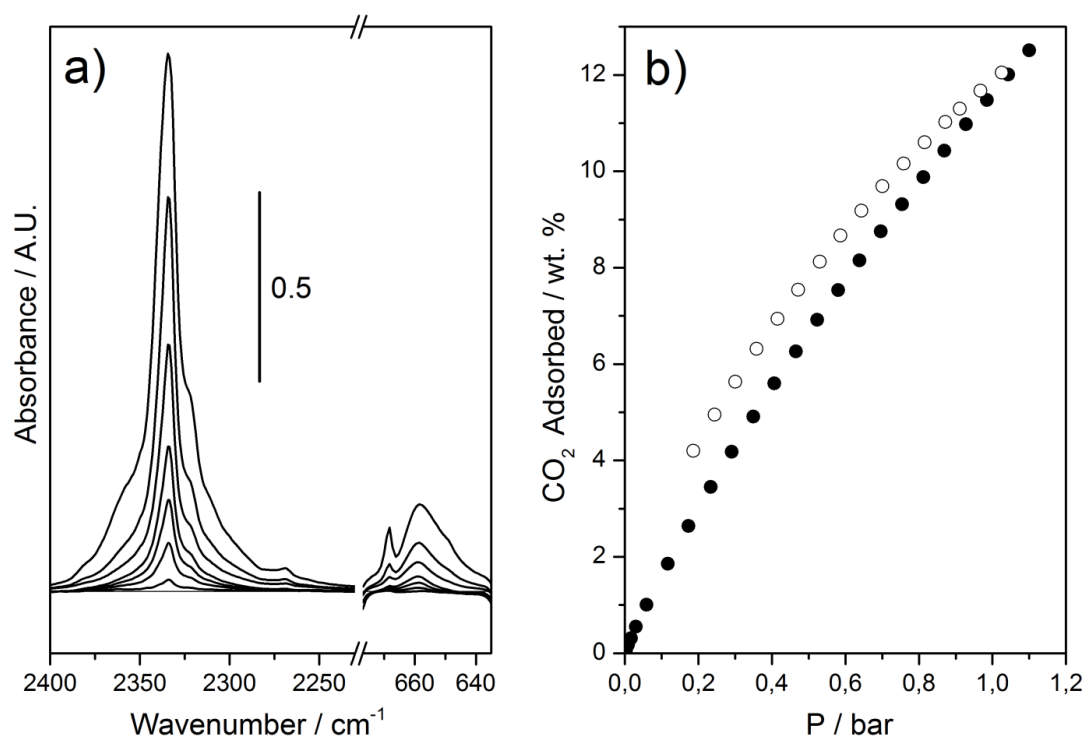 a)
Absorbance / A.U.
0.5
2400 2350 2300 2250 660 640
Wavenumber / cm⁻¹
b)
CO₂ Adsorbed / wt. %
12
10
8
6
4
2
0
0,0 0,2 0,4 0,6 0,8 1,0 1,2
P / bar